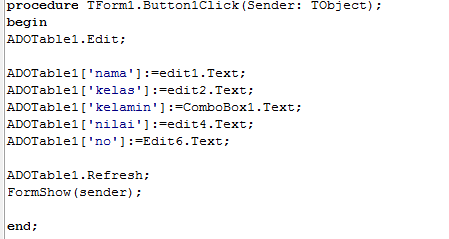 procedure TForm1.Button1Click(Sender: TObject);
begin
ADOTable1.Edit;
ADOTable1['nama']:=edit1.Text;
ADOTable1['kelas']:=edit2.Text;
ADOTable1['kelamin']:=ComboBox1.Text;
ADOTable1['nilai']:=edit4.Text;
ADOTable1['no']:=Edit6.Text;
ADOTable1.Refresh;
FormShow(sender);
end;